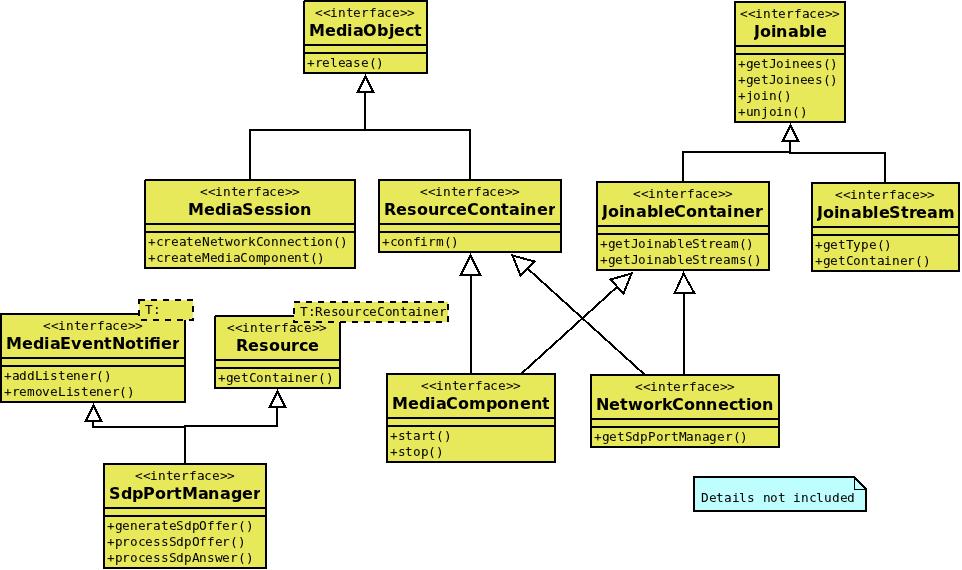 <<interface>>
MediaObject
+release()
<<interface>>
Joinable
+getJoinees()
+getJoinees()
+join()
+unjoin()
<<interface>>
MediaSession
+createNetworkConnection()
+createMediaComponent()
<<interface>>
ResourceContainer
+confirm()
<<interface>>
JoinableContainer
+getJoinableStream()
+getJoinableStreams()
<<interface>>
JoinableStream
+getType()
+getContainer()
T:
<<interface>>
MediaEventNotifier
+addListener()
+removeListener()
T:ResourceContainer
<<interface>>
Resource
+getContainer()
<<interface>>
MediaComponent
+start()
+stop()
<<interface>>
NetworkConnection
+getSdpPortManager()
<<interface>>
SdpPortManager
+generateSdpOffer()
+processSdpOffer()
+processSdpAnswer()
Details not included